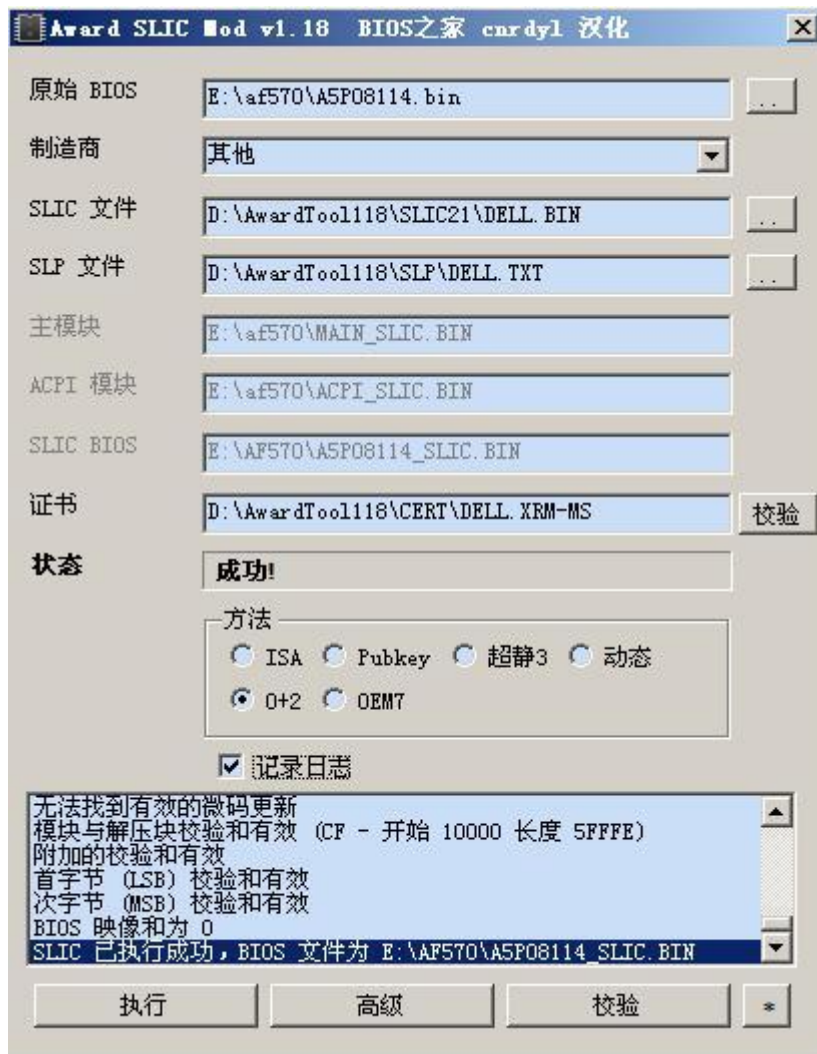 Award SLIC Mod v1.18 BIOS之家 cnrdyl 汉化
原始 BIOS E:\af570\A5P08114.bin ..
制造商 其他
SLIC 文件 D:\AwardTool118\SLIC21\DELL.BIN ..
SLP 文件 D:\AwardTool118\SLP\DELL.TXT ..
主模块 E:\af570\MAIN_SLIC.BIN
ACPI 模块 E:\af570\ACPI_SLIC.BIN
SLIC BIOS E:\AF570\A5P08114_SLIC.BIN
证书 D:\AwardTool118\CERT\DELL.XRM-MS 校验
状态 成功!
方法
ISA Pubkey 超静3 动态
0+2 OEM7
记录日志
无法找到有效的微码更新
模块与解压块校验和有效 (CF - 开始 10000 长度 5FFFE)
附加的校验和有效
首字节 (LSB) 校验和有效
次字节 (MSB) 校验和有效
BIOS 映像和为 0
SLIC 已执行成功,BIOS 文件为 E:\AF570\A5P08114_SLIC.BIN
执行 高级 校验 *